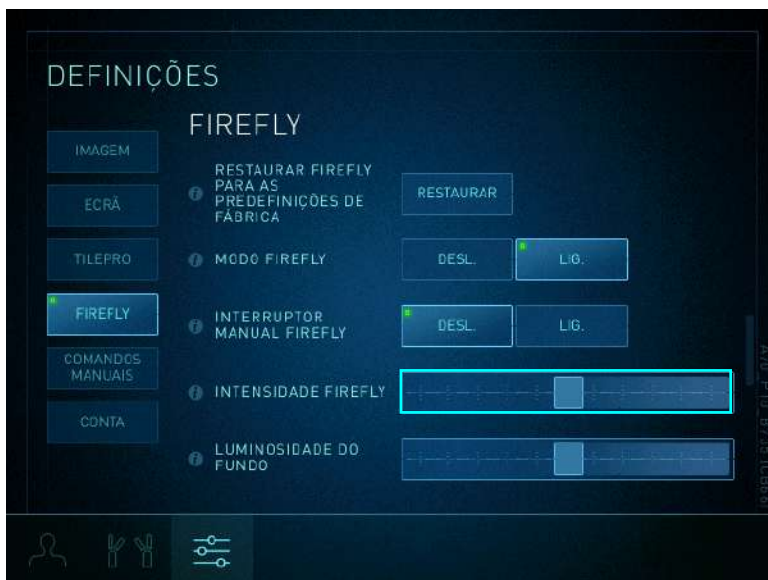 DEFINIÇÕES
FIREFLY
IMAGEM
ECRÃ
TILEPRO
FIREFLY
COMANDOS
MANUAIS
CONTA
RESTAURAR FIREFLY
PARA AS
PREDEFINIÇÕES DE
FÁBRICA
RESTAURAR
MODO FIREFLY
DESL.
LIG.
INTERRUPTOR
MANUAL FIREFLY
DESL.
LIG.
INTENSIDADE FIREFLY
LUMINOSIDADE DO
FUNDO